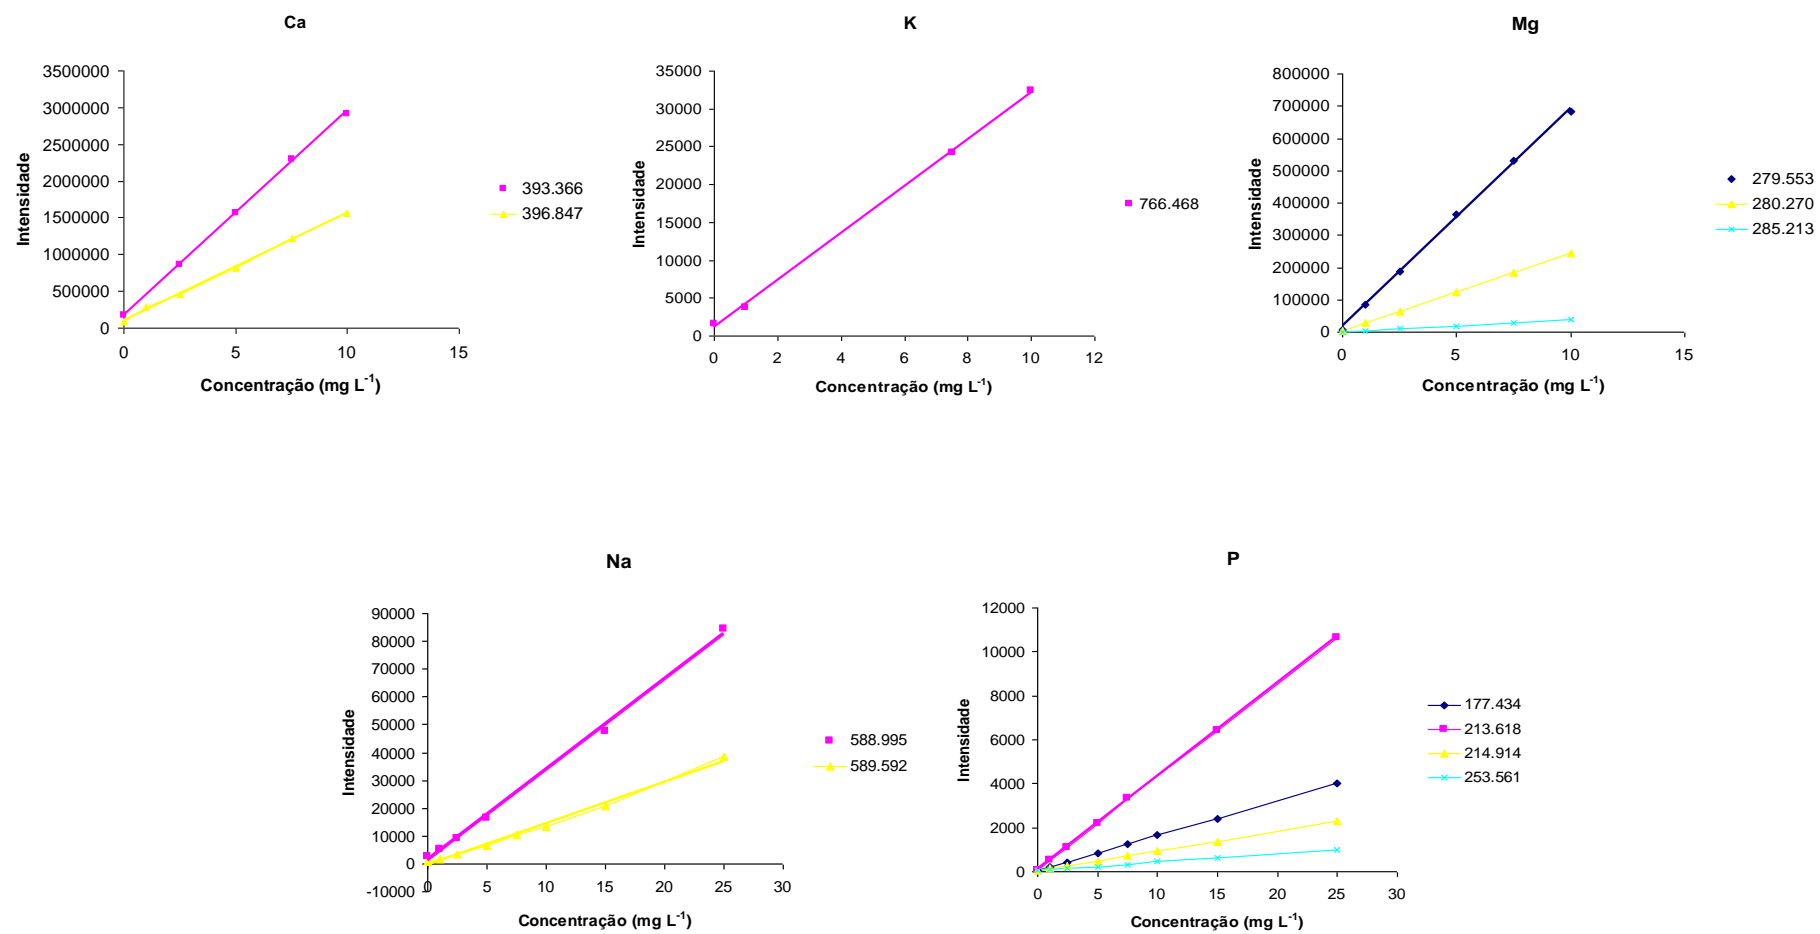 Ca
3500000
3000000
2500000
2000000
1500000
1000000
500000
0
0 5 10 15
Intensidade
Concentração (mg L-1)
393.366
396.847
K
35000
30000
25000
20000
15000
10000
5000
0
0 2 4 6 8 10 12
Intensidade
Concentração (mg L-1)
766.468
Mg
800000
700000
600000
500000
400000
300000
200000
100000
0
0 5 10 15
Intensidade
Concentração (mg L-1)
279.553
280.270
285.213
Na
90000
80000
70000
60000
50000
40000
30000
20000
10000
0
-10000
0 5 10 15 20 25 30
Intensidade
Concentração (mg L-1)
588.995
589.592
P
12000
10000
8000
6000
4000
2000
0
0 5 10 15 20 25 30
Intensidade
Concentração (mg L-1)
177.434
213.618
214.914
253.561